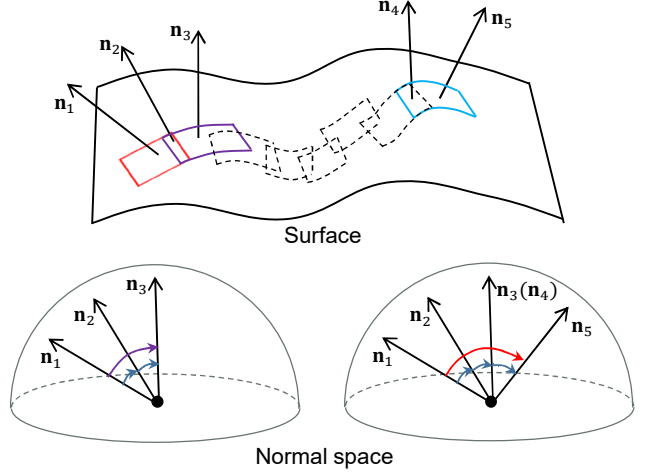 n₄
n₅
n₃
n₂
n₁
Surface
n₃
n₂
n₁
n₃(n₄)
n₂
n₅
n₁
Normal space